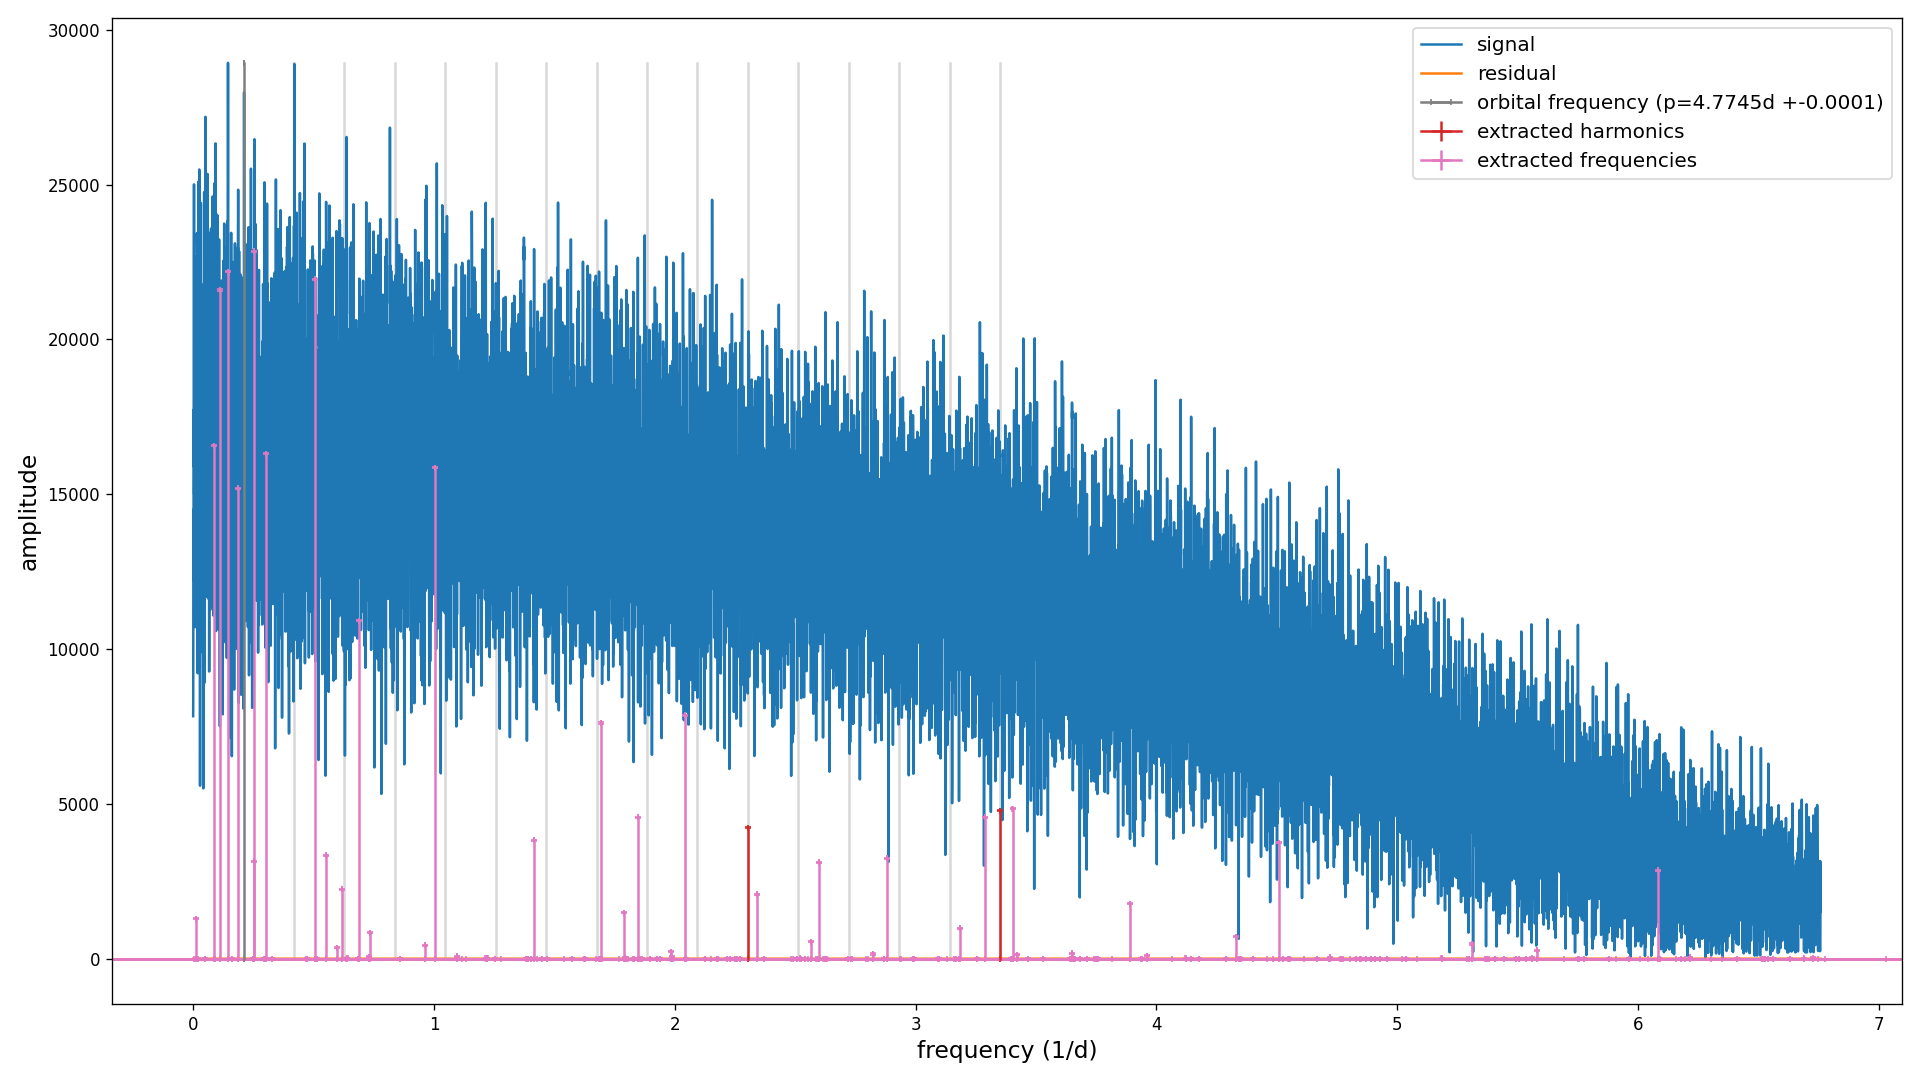 30000
25000
20000
15000
10000
5000
0
amplitude
0 1 2 3 4 5 6 7
frequency (1/d)
signal
residual
orbital frequency (p=4.7745d +-0.0001)
extracted harmonics
extracted frequencies